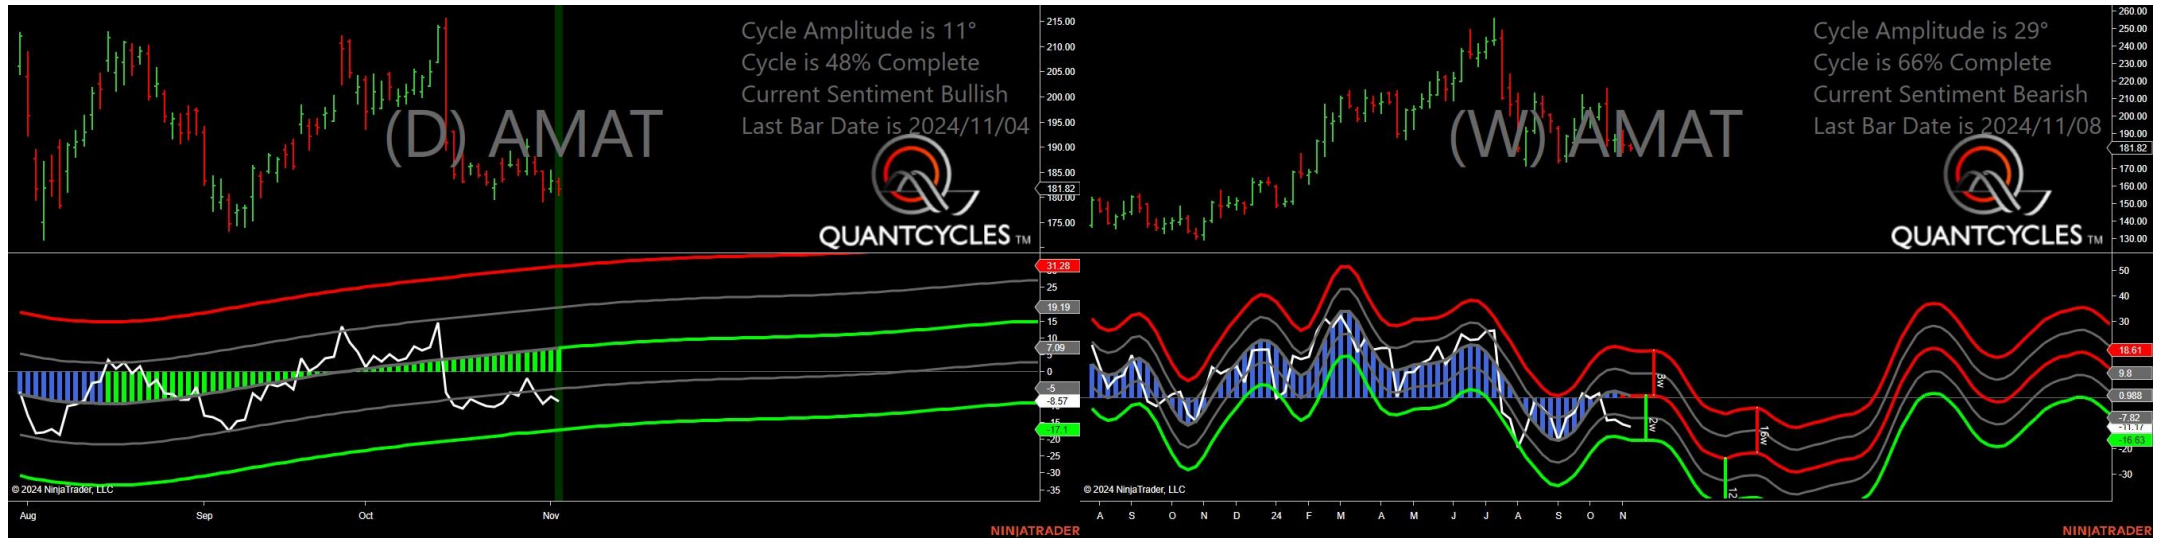 Cycle Amplitude is 11°
Cycle is 48% Complete
Current Sentiment Bullish
Last Bar Date is 2024/11/04
(D) AMAT
QUANTCYCLES TM
215.00
210.00
205.00
200.00
195.00
190.00
185.00
181.82
180.00
175.00
31.28
25
19.19
15
10
7.09
5
0
-5
-8.57
-17.1
-20
-25
-30
-35
© 2024 NinjaTrader, LLC
Aug
Sep
Oct
Nov
NINJATRADER
Cycle Amplitude is 29°
Cycle is 66% Complete
Current Sentiment Bearish
Last Bar Date is 2024/11/08
(W) AMAT
QUANTCYCLES TM
260.00
250.00
240.00
230.00
220.00
210.00
200.00
190.00
181.82
170.00
160.00
150.00
140.00
130.00
50
40
30
18.61
9.8
0.988
-7.82
-11.17
-16.63
-20
-30
8w
2w
16w
12
© 2024 NinjaTrader, LLC
A S O N D 24 F M A M J J A S O N
NINJATRADER